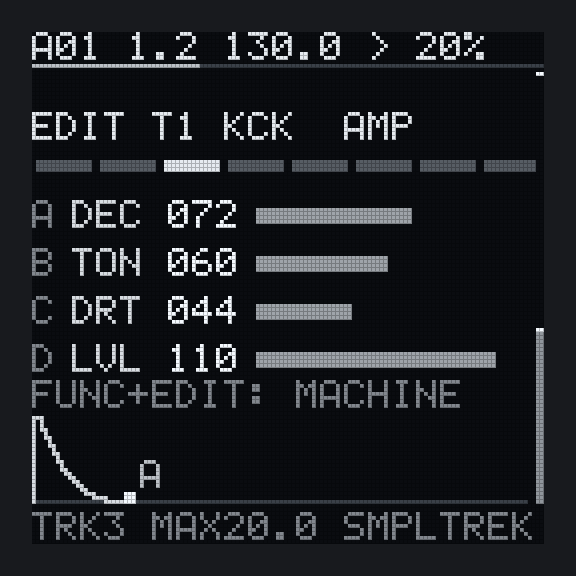 A01 1.2 130.0 > 20%
EDIT T1 KCK AMP
A DEC 072
B TON 060
C DRT 044
D LVL 110
FUNC+EDIT: MACHINE
A
TRK3 MAX20.0 SMPLTREK